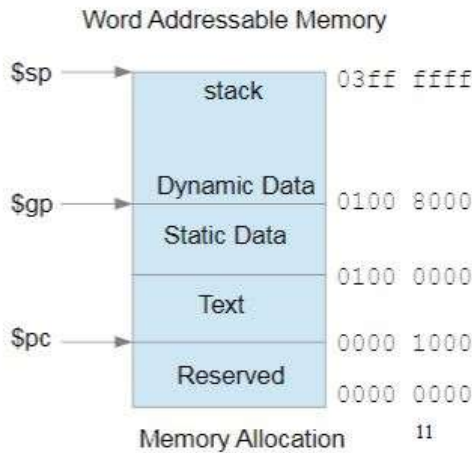 Word Addressable Memory
$sp
stack
03ff ffff
Dynamic Data
$gp
0100 8000
Static Data
0100 0000
Text
$pc
0000 1000
Reserved
0000 0000
Memory Allocation
11